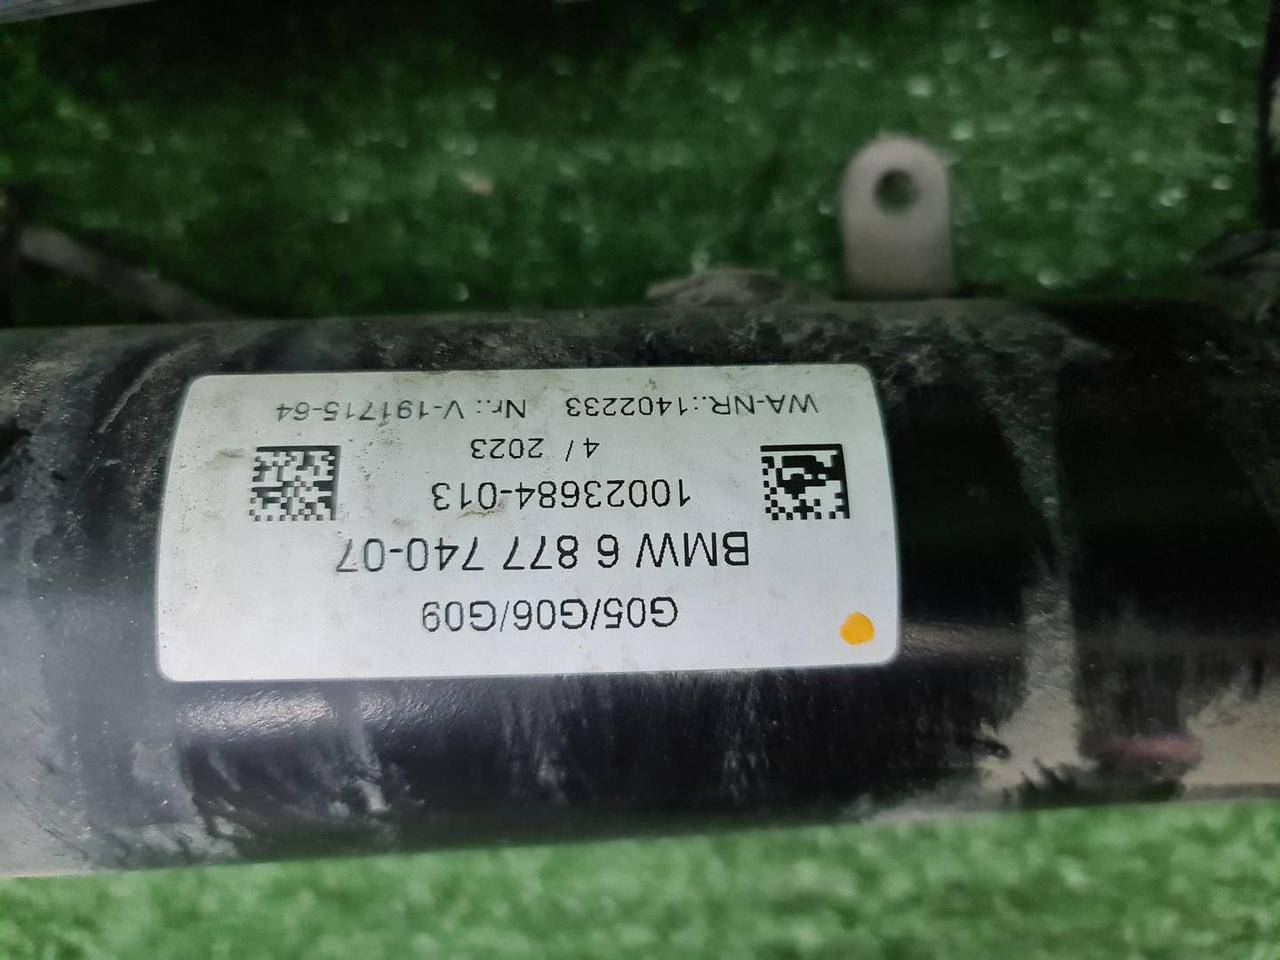 G05/G06/G09
BMW 6 877 740-07
10023684-013
4/ 2023
WA-NR.:1402233 Nr.: V-191715-64